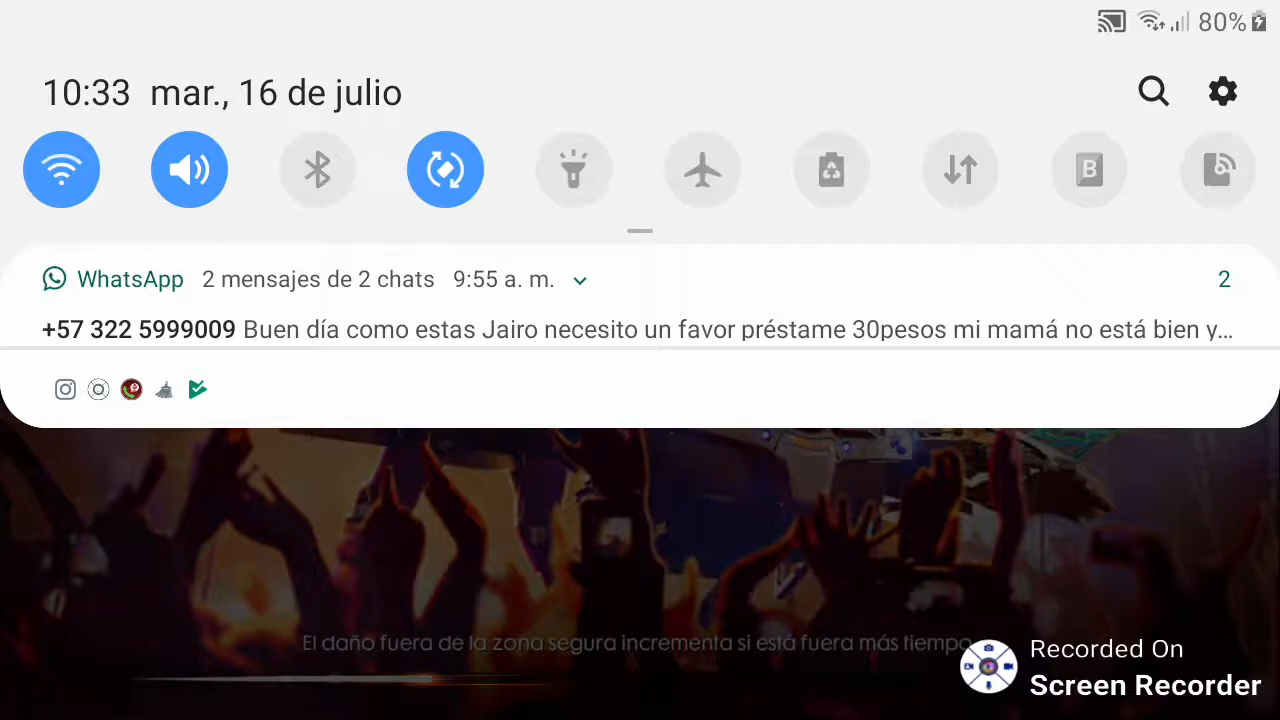 80%
10:33 mar., 16 de julio
B
WhatsApp 2 mensajes de 2 chats 9:55 a. m. 2
+57 322 5999009 Buen día como estas Jairo necesito un favor préstame 30pesos mi mamá no está bien y...
El daño fuera de la zona segura incrementa si está fuera más tiempo
Recorded On
Screen Recorder